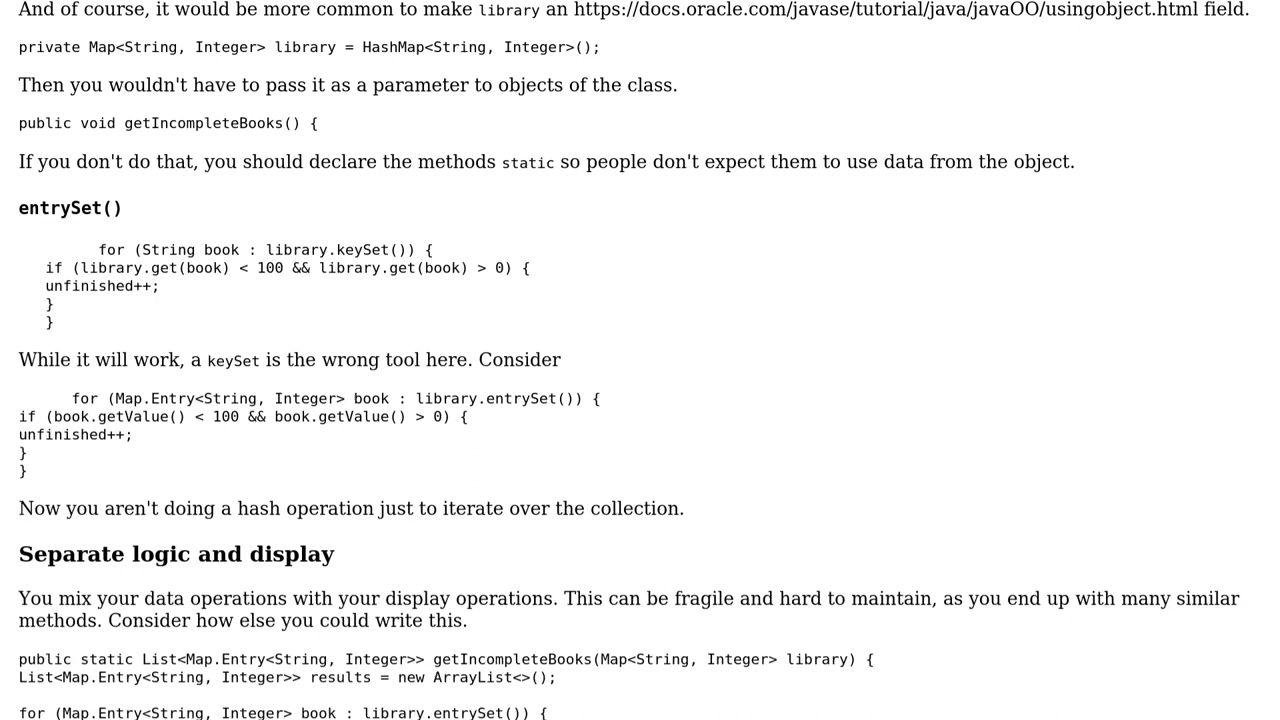 And of course, it would be more common to make library an https://docs.oracle.com/javase/tutorial/java/javaOO/usingobject.html field.
private Map<String, Integer> library = HashMap<String, Integer>();
Then you wouldn't have to pass it as a parameter to objects of the class.
public void getIncompleteBooks() {
If you don't do that, you should declare the methods static so people don't expect them to use data from the object.
entrySet()
for (String book : library.keySet()) {
if (library.get(book) < 100 && library.get(book) > 0) {
unfinished++;
}
}
While it will work, a keySet is the wrong tool here. Consider
for (Map.Entry<String, Integer> book : library.entrySet()) {
if (book.getValue() < 100 && book.getValue() > 0) {
unfinished++;
}
}
Now you aren't doing a hash operation just to iterate over the collection.
Separate logic and display
You mix your data operations with your display operations. This can be fragile and hard to maintain, as you end up with many similar
methods. Consider how else you could write this.
public static List<Map.Entry<String, Integer>> getIncompleteBooks(Map<String, Integer> library) {
List<Map.Entry<String, Integer>> results = new ArrayList<>();
for (Map.Entry<String, Integer> book : library.entrySet()) {